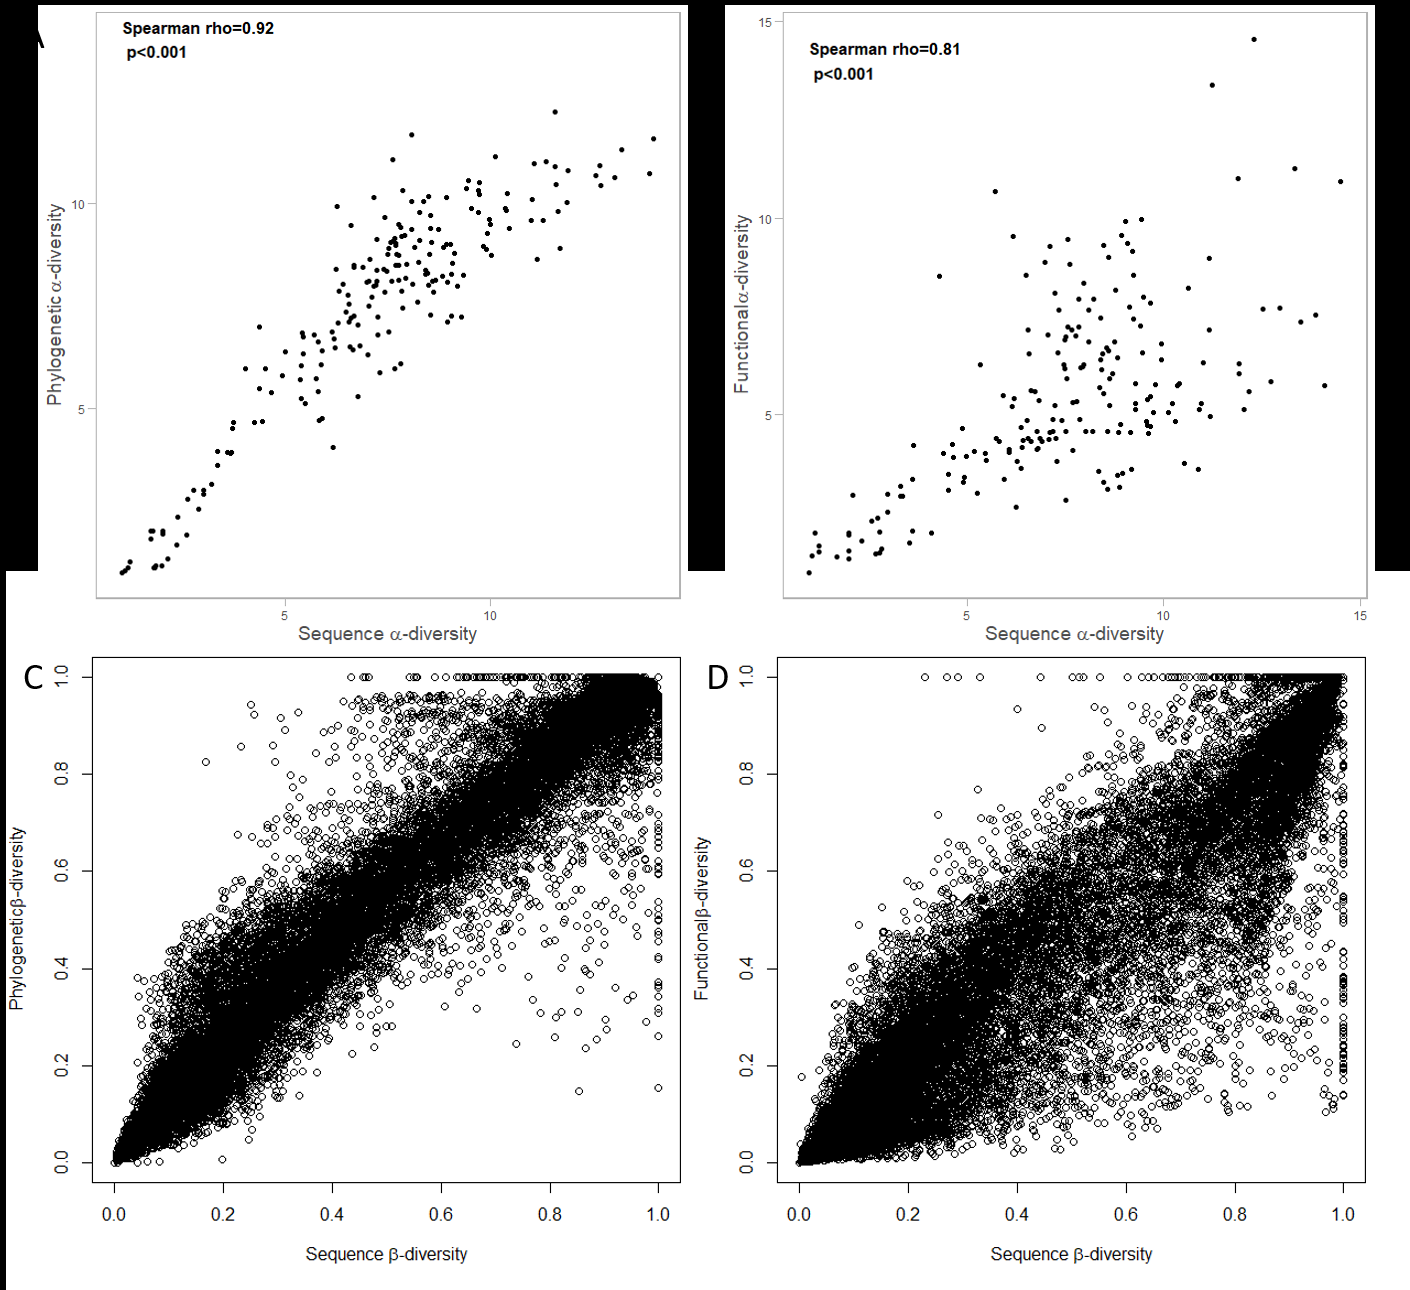 A
Spearman rho=0.92
p<0.001
10
5
Phylogenetic α-diversity
5
10
Sequence α-diversity
Spearman rho=0.81
p<0.001
15
10
5
Functionalα-diversity
5
10
15
Sequence α-diversity
C
1.0
0.8
0.6
0.4
0.2
0.0
Phylogeneticβ-diversity
0.0
0.2
0.4
0.6
0.8
1.0
Sequence β-diversity
D
1.0
0.8
0.6
0.4
0.2
0.0
Functionalβ-diversity
0.0
0.2
0.4
0.6
0.8
1.0
Sequence β-diversity